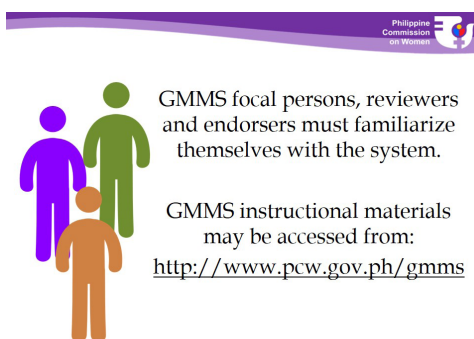 Philippine
Commission
on Women
GMMS focal persons, reviewers
and endorsers must familiarize
themselves with the system.
GMMS instructional materials
may be accessed from:
http://www.pcw.gov.ph/gmms